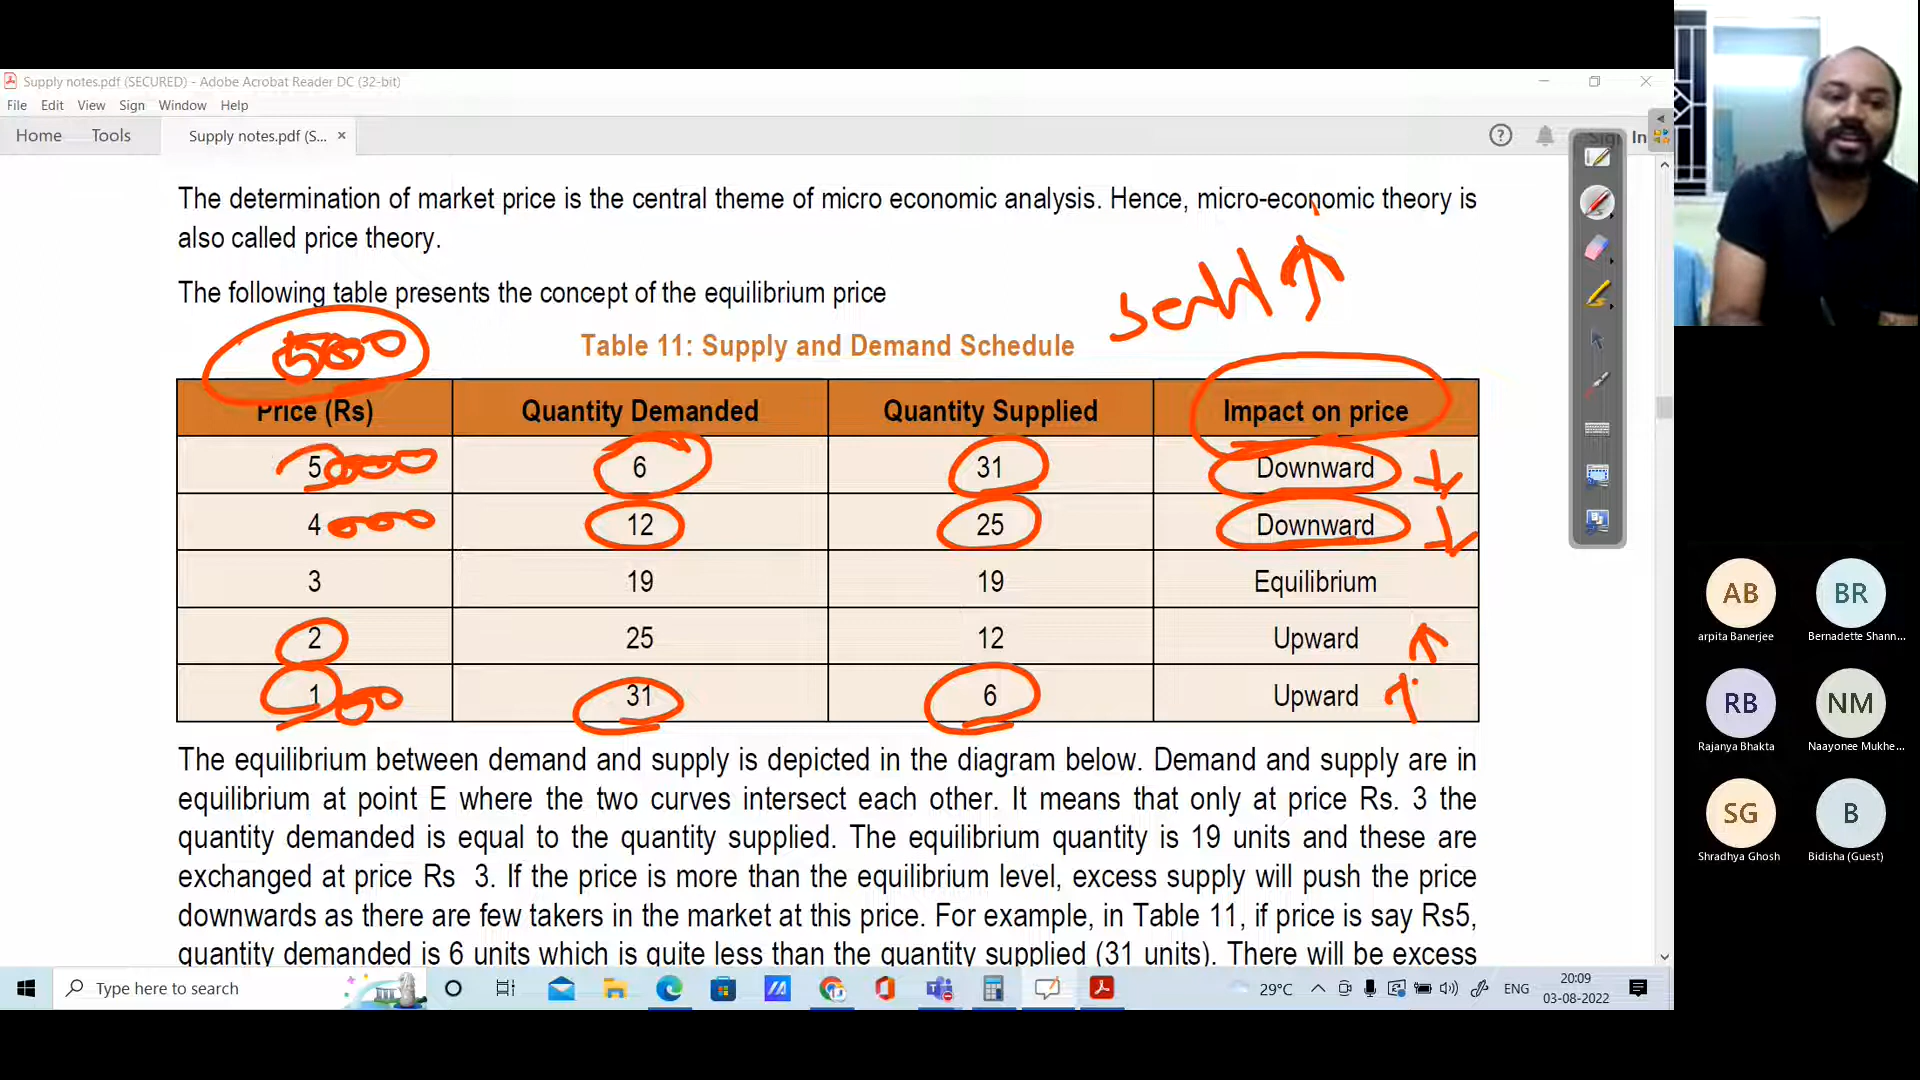 Supply notes.pdf (SECURED) - Adobe Acrobat Reader DC (32-bit)
File Edit View Sign Window Help
Home Tools Supply notes.pdf (S... × Sign In
The determination of market price is the central theme of micro economic analysis. Hence, micro-economic theory is
also called price theory.
The following table presents the concept of the equilibrium price
500
Table 11: Supply and Demand Schedule
Price (Rs) Quantity Demanded Quantity Supplied Impact on price
5000 6 31 Downward ↓
4000 12 25 Downward ↓
3 19 19 Equilibrium
2 25 12 Upward ↑
100 31 6 Upward ↑
The equilibrium between demand and supply is depicted in the diagram below. Demand and supply are in
equilibrium at point E where the two curves intersect each other. It means that only at price Rs. 3 the
quantity demanded is equal to the quantity supplied. The equilibrium quantity is 19 units and these are
exchanged at price Rs 3. If the price is more than the equilibrium level, excess supply will push the price
downwards as there are few takers in the market at this price. For example, in Table 11, if price is say Rs5,
quantity demanded is 6 units which is quite less than the quantity supplied (31 units). There will be excess
AB BR
arpita Banerjee Bernadette Shann...
RB NM
Rajanya Bhakta Naayonee Mukhe...
SG B
Shradhya Ghosh Bidisha (Guest)
Type here to search 29°C ENG 20:09
03-08-2022